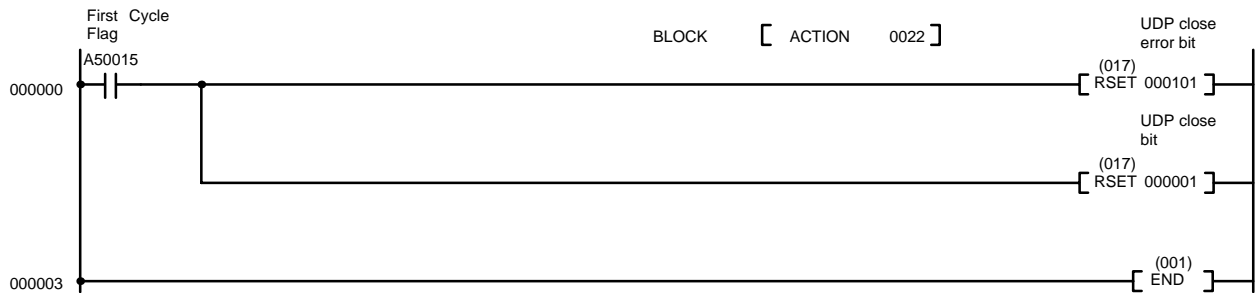 First Cycle
Flag
BLOCK [ ACTION 0022 ]
UDP close
error bit
A50015
(017)
000000
[ RSET 000101 ]
UDP close
bit
(017)
[ RSET 000001 ]
(001)
000003
[ END ]